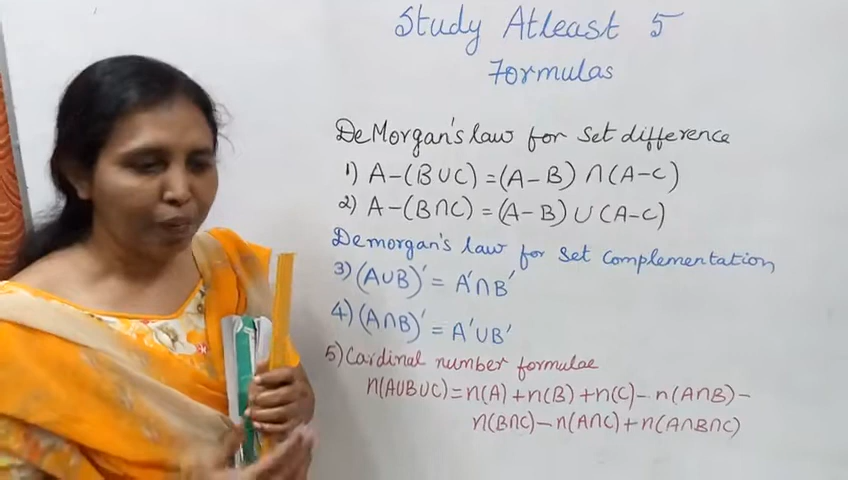 Study Atleast 5
Formulas
DeMorgan's law for set difference
1) A-(B∪C)=(A-B)∩(A-C)
2) A-(B∩C)=(A-B)∪(A-C)
Demorgan's law for set complementation
3) (A∪B)' = A'∩B'
4) (A∩B)' = A'∪B'
5) Cardinal number formulae
n(A∪B∪C)=n(A)+n(B)+n(C)-n(A∩B)-
n(B∩C)-n(A∩C)+n(A∩B∩C)